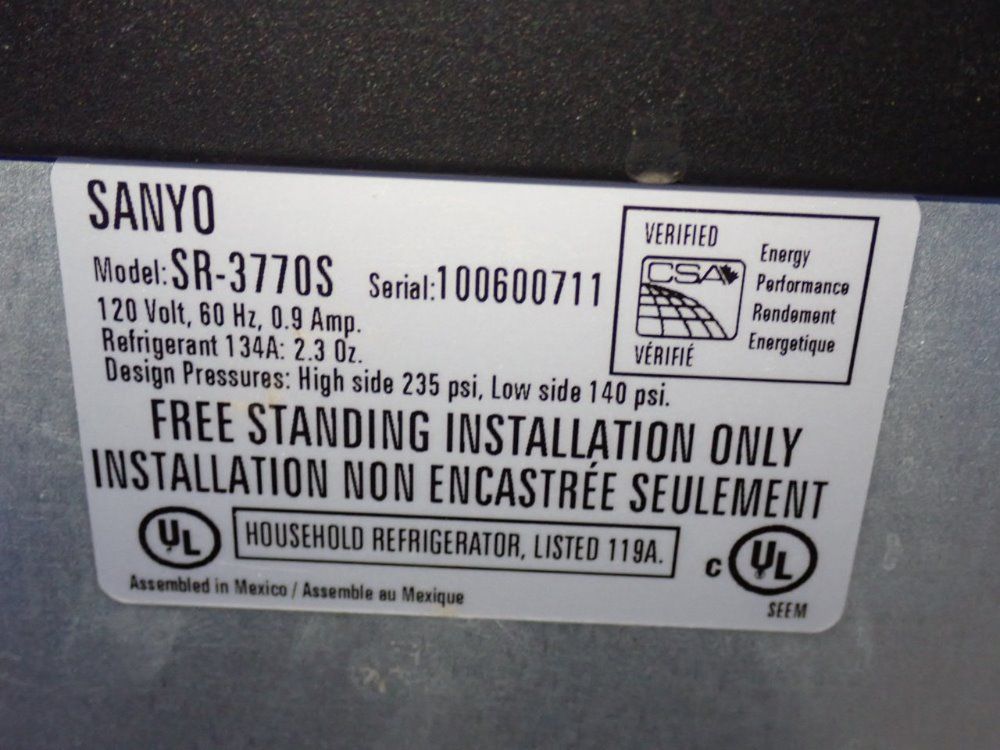 SANYO
Model: SR-3770S Serial:100600711
120 Volt, 60 Hz, 0.9 Amp.
Refrigerant 134A: 2.3 Oz.
Design Pressures: High side 235 psi, Low side 140 psi.
VERIFIED
CSA
VÉRIFIÉ
Energy
Performance
Rendement
Energetique
FREE STANDING INSTALLATION ONLY
INSTALLATION NON ENCASTRÉE SEULEMENT
UL
HOUSEHOLD REFRIGERATOR, LISTED 119A.
C UL
SEEM
Assembled in Mexico / Assemble au Mexique